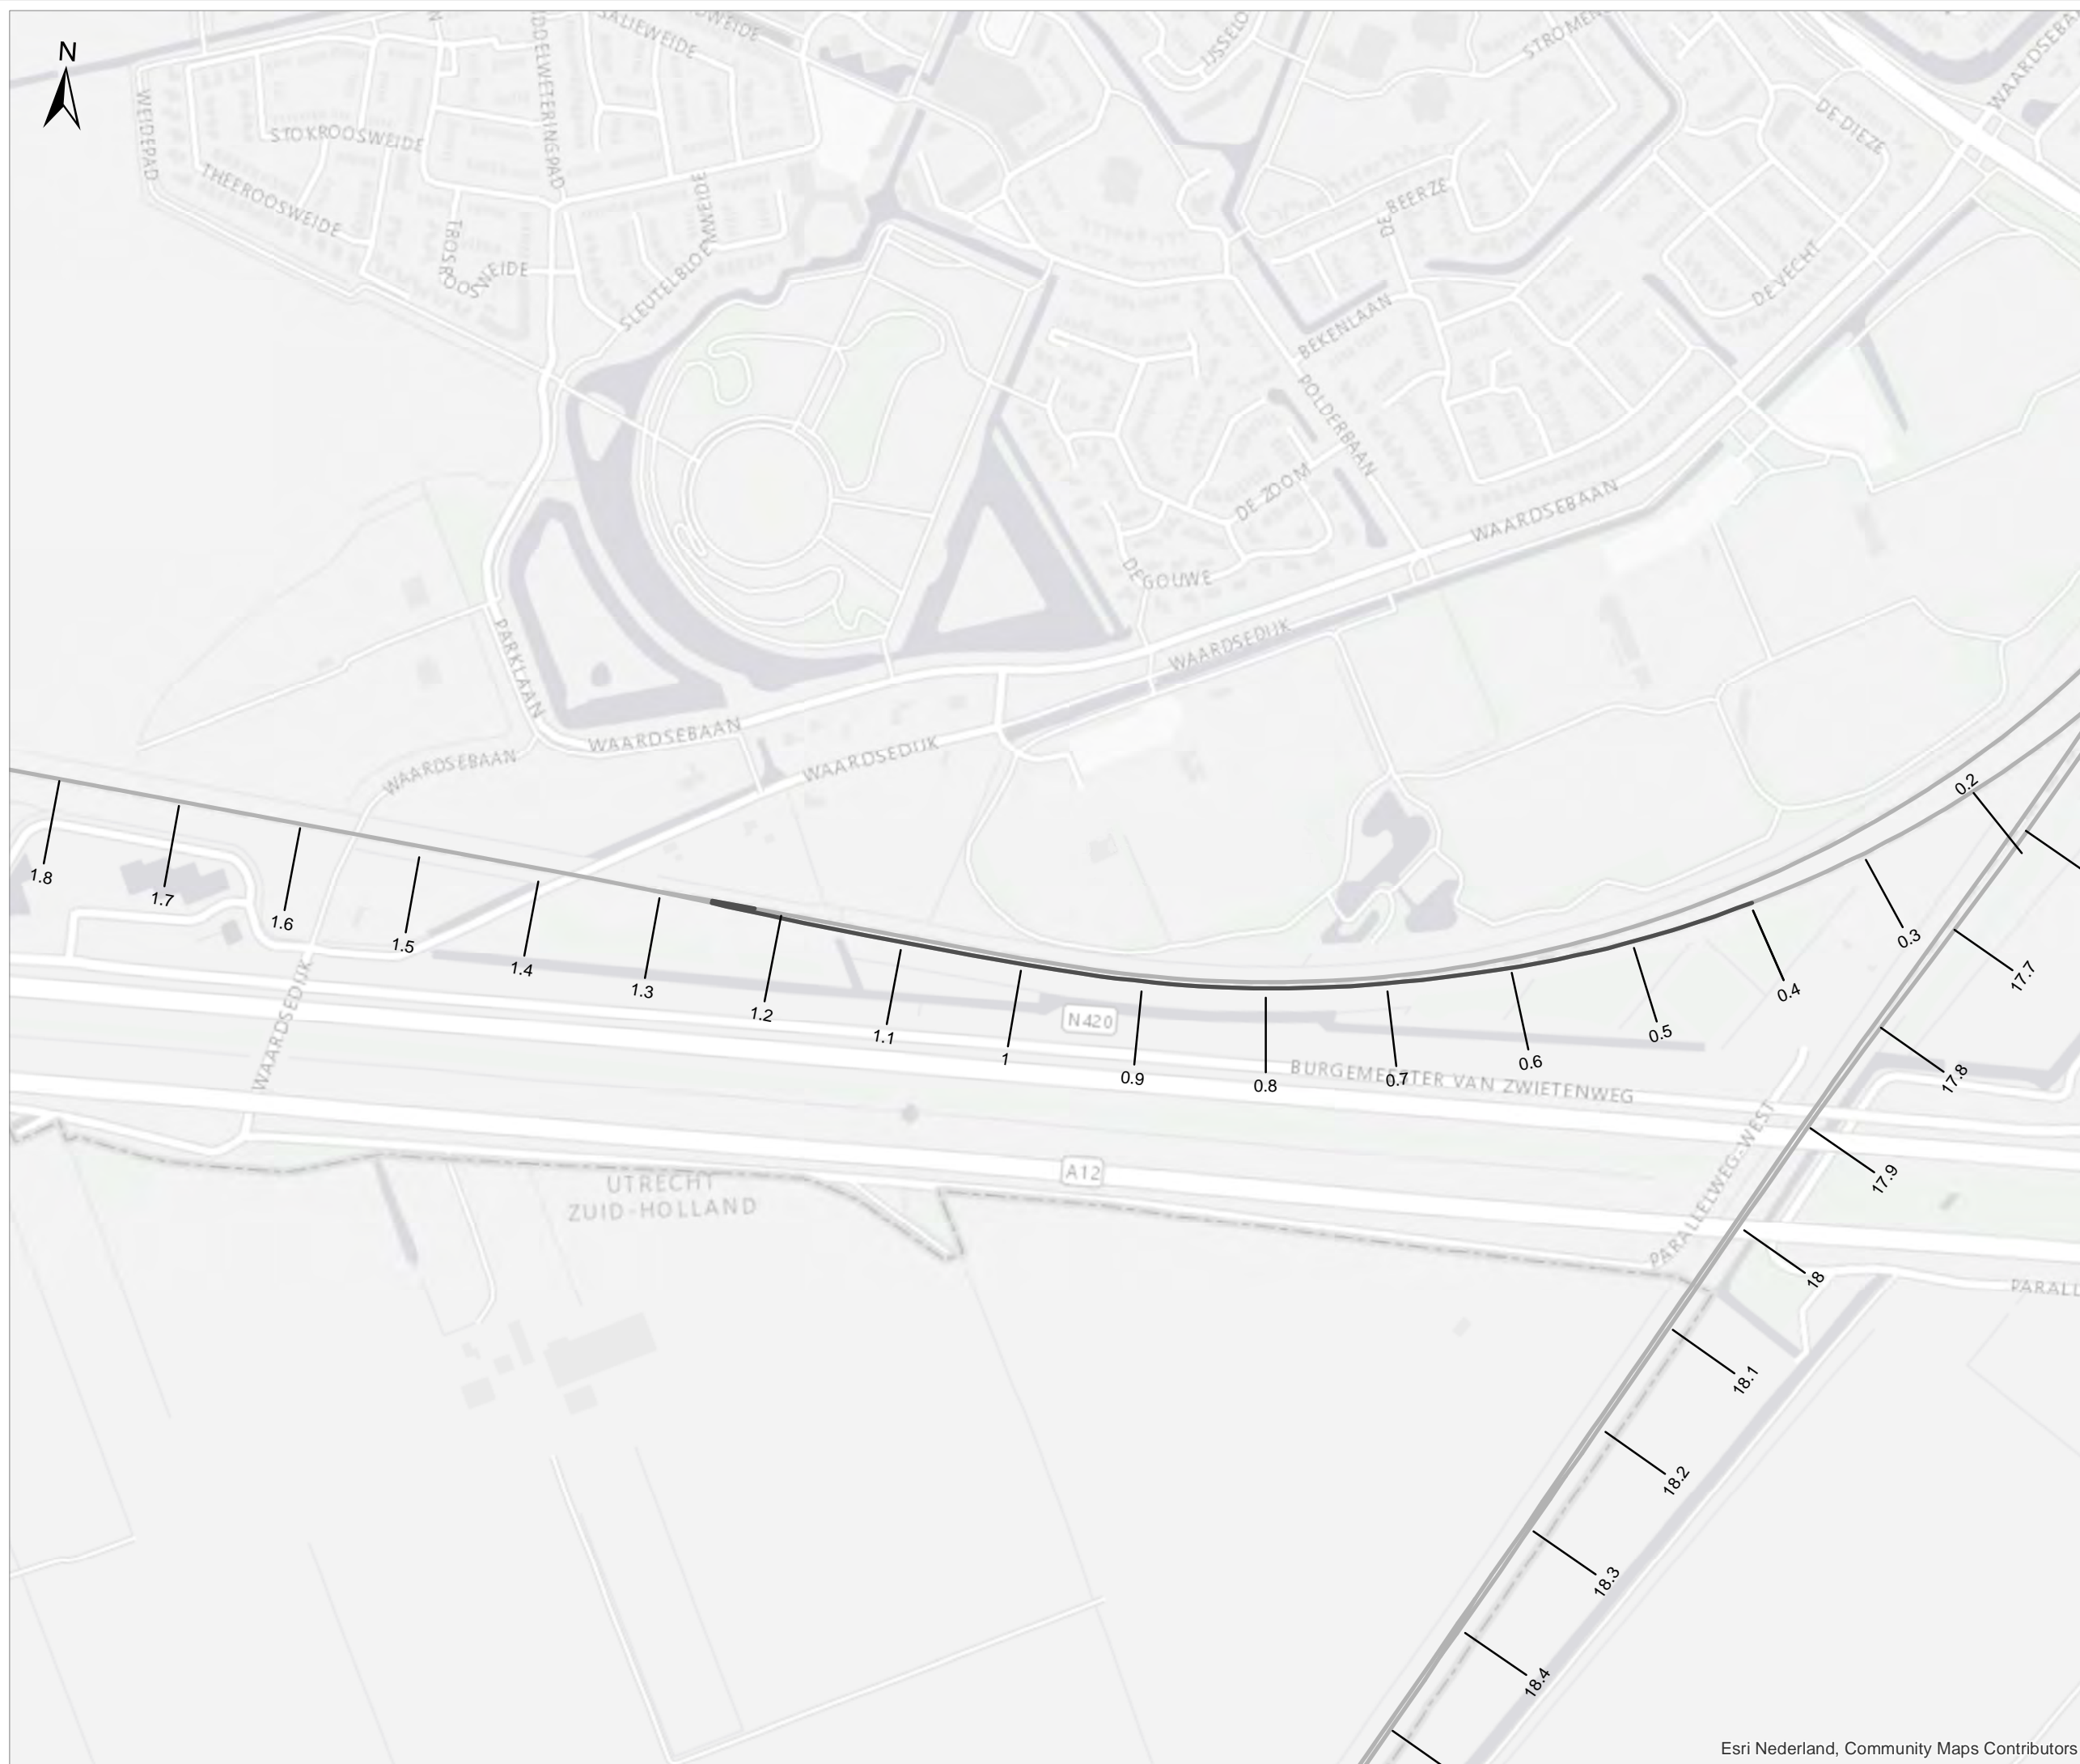 N
SALIEWEIDE
IJSSELO
STROMEN
WAARDSEBA
WEIDEPAD
DDELWETERINGPAD
DE DIEZE
STOKROOSWEIDE
THEEROOSWEIDE
TROSROOSWEIDE
SLEUTELBLOEMWEIDE
DE BEERZE
DE VECHT
BEKENLAAN
POLDERBAAN
DE ZOOM
WAARDSEBAAN
DE GOUWE
PARKLAAN
WAARDSEDIJK
WAARDSEBAAN
WAARDSEBAAN
WAARDSEDIJK
0.2
1.8
1.7
1.6
1.5
1.4
1.3
1.2
1.1
1
0.9
0.8
0.7
0.6
0.5
0.4
0.3
17.7
WAARDSEDIJK
N420
BURGEMEESTER VAN ZWIETENWEG
17.8
PARALLELWEG-WEST
17.9
A12
UTRECHT
ZUID-HOLLAND
18
PARALL
18.1
18.2
18.3
18.4
Esri Nederland, Community Maps Contributors